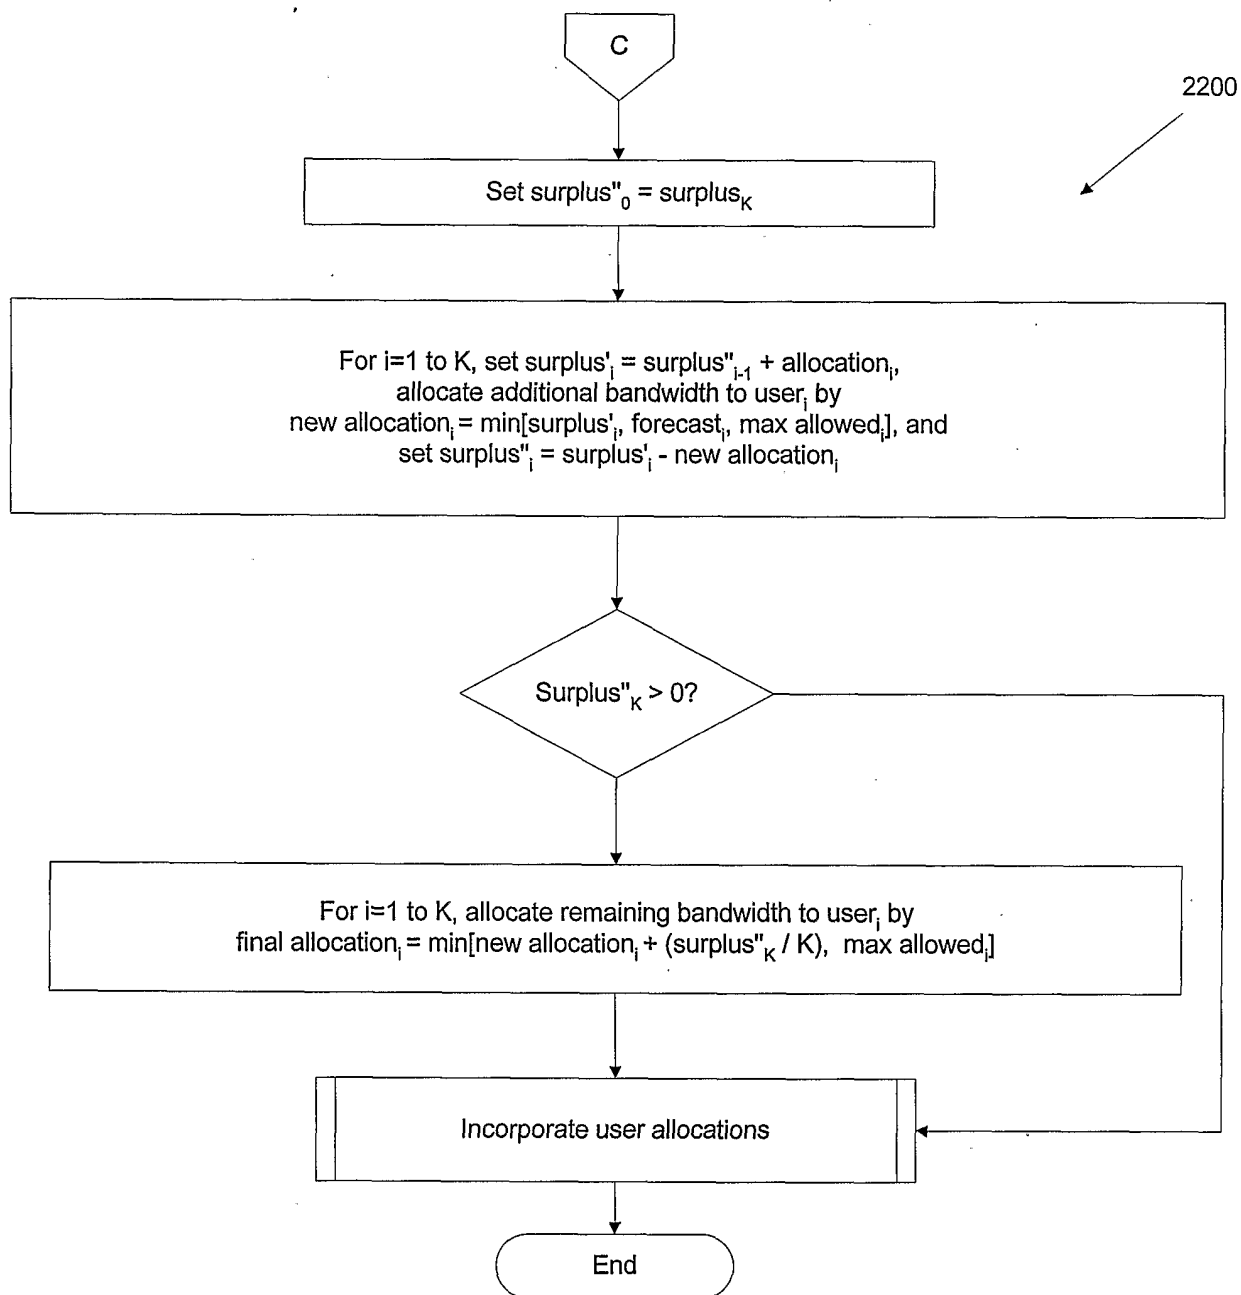 C
2200
Set surplus"₀ = surplusK
For i=1 to K, set surplus'ᵢ = surplus"ᵢ₋₁ + allocationᵢ,
allocate additional bandwidth to userᵢ by
new allocationᵢ = min[surplus'ᵢ, forecastᵢ, max allowedᵢ], and
set surplus"ᵢ = surplus'ᵢ - new allocationᵢ
Surplus"K > 0?
For i=1 to K, allocate remaining bandwidth to userᵢ by
final allocationᵢ = min[new allocationᵢ + (surplus"K / K), max allowedᵢ]
Incorporate user allocations
End